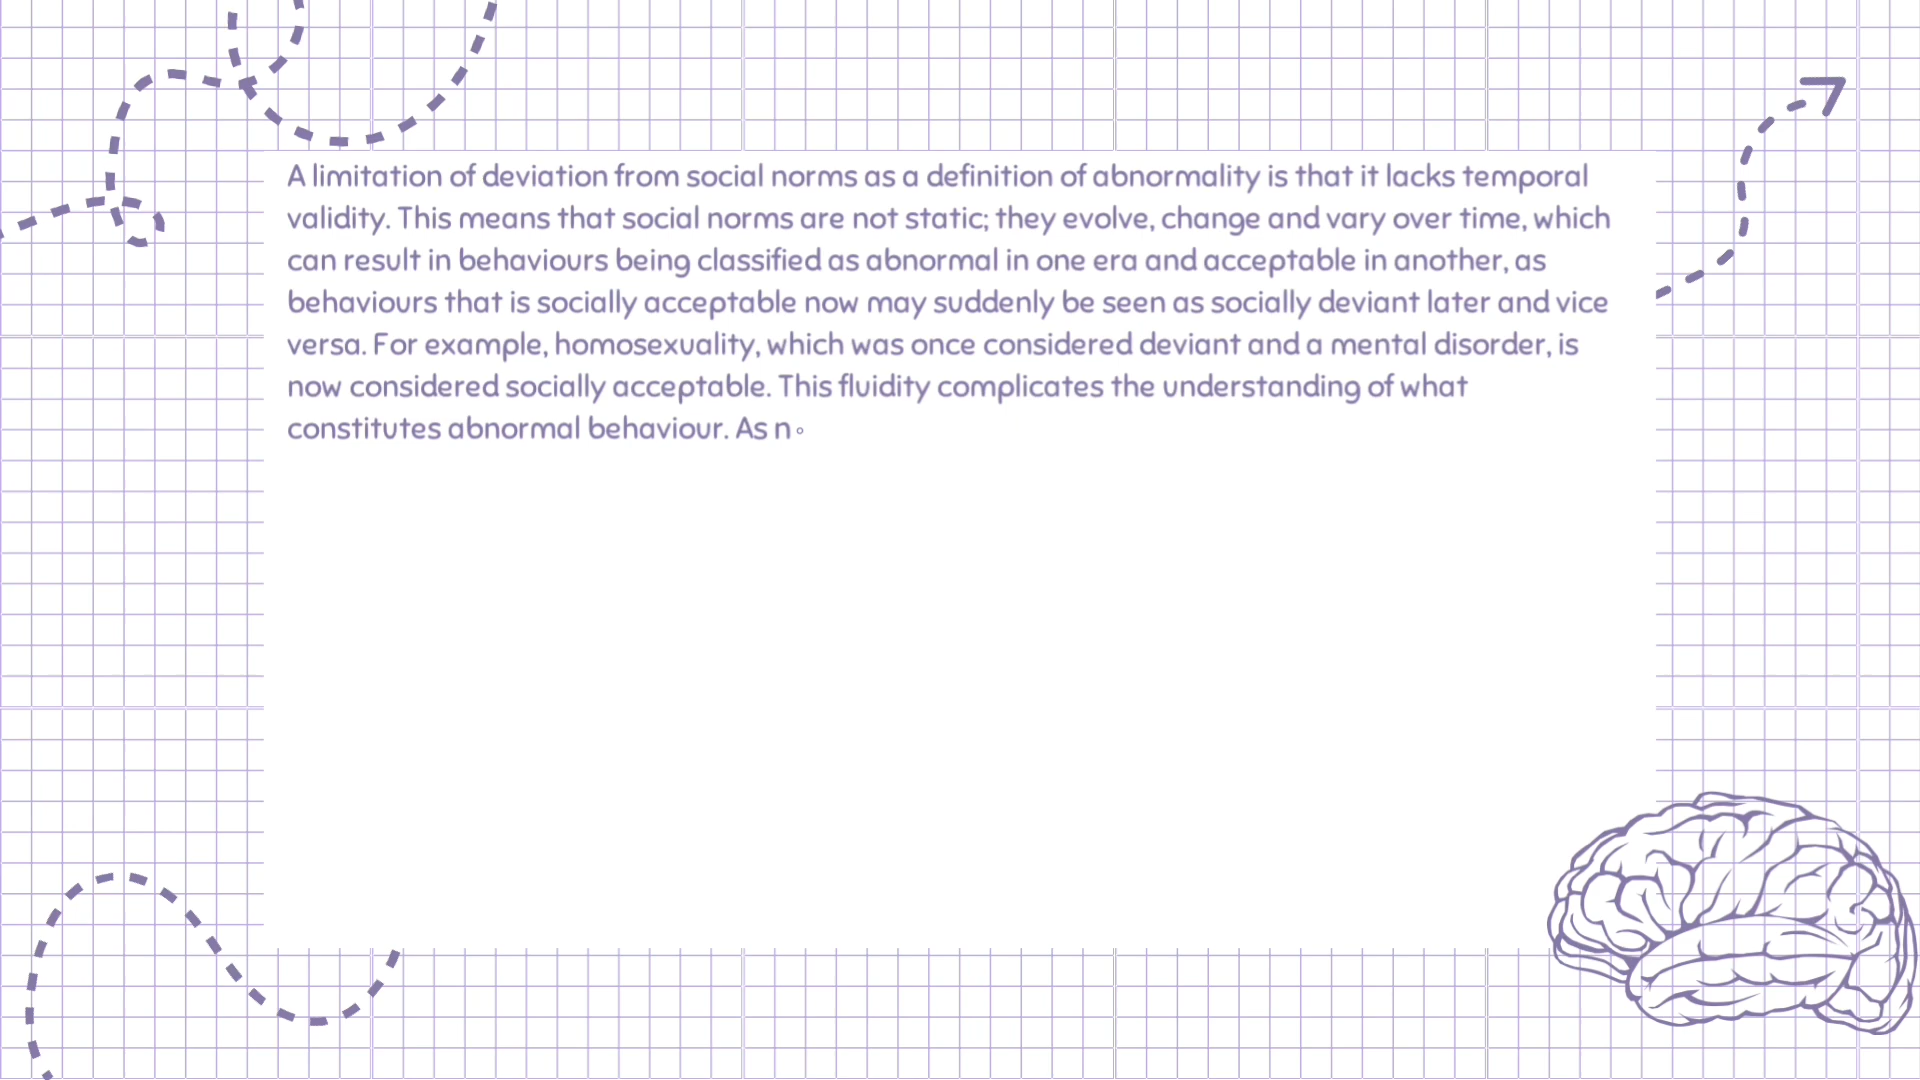 A limitation of deviation from social norms as a definition of abnormality is that it lacks temporal
validity. This means that social norms are not static; they evolve, change and vary over time, which
can result in behaviours being classified as abnormal in one era and acceptable in another, as
behaviours that is socially acceptable now may suddenly be seen as socially deviant later and vice
versa. For example, homosexuality, which was once considered deviant and a mental disorder, is
now considered socially acceptable. This fluidity complicates the understanding of what
constitutes abnormal behaviour. As n